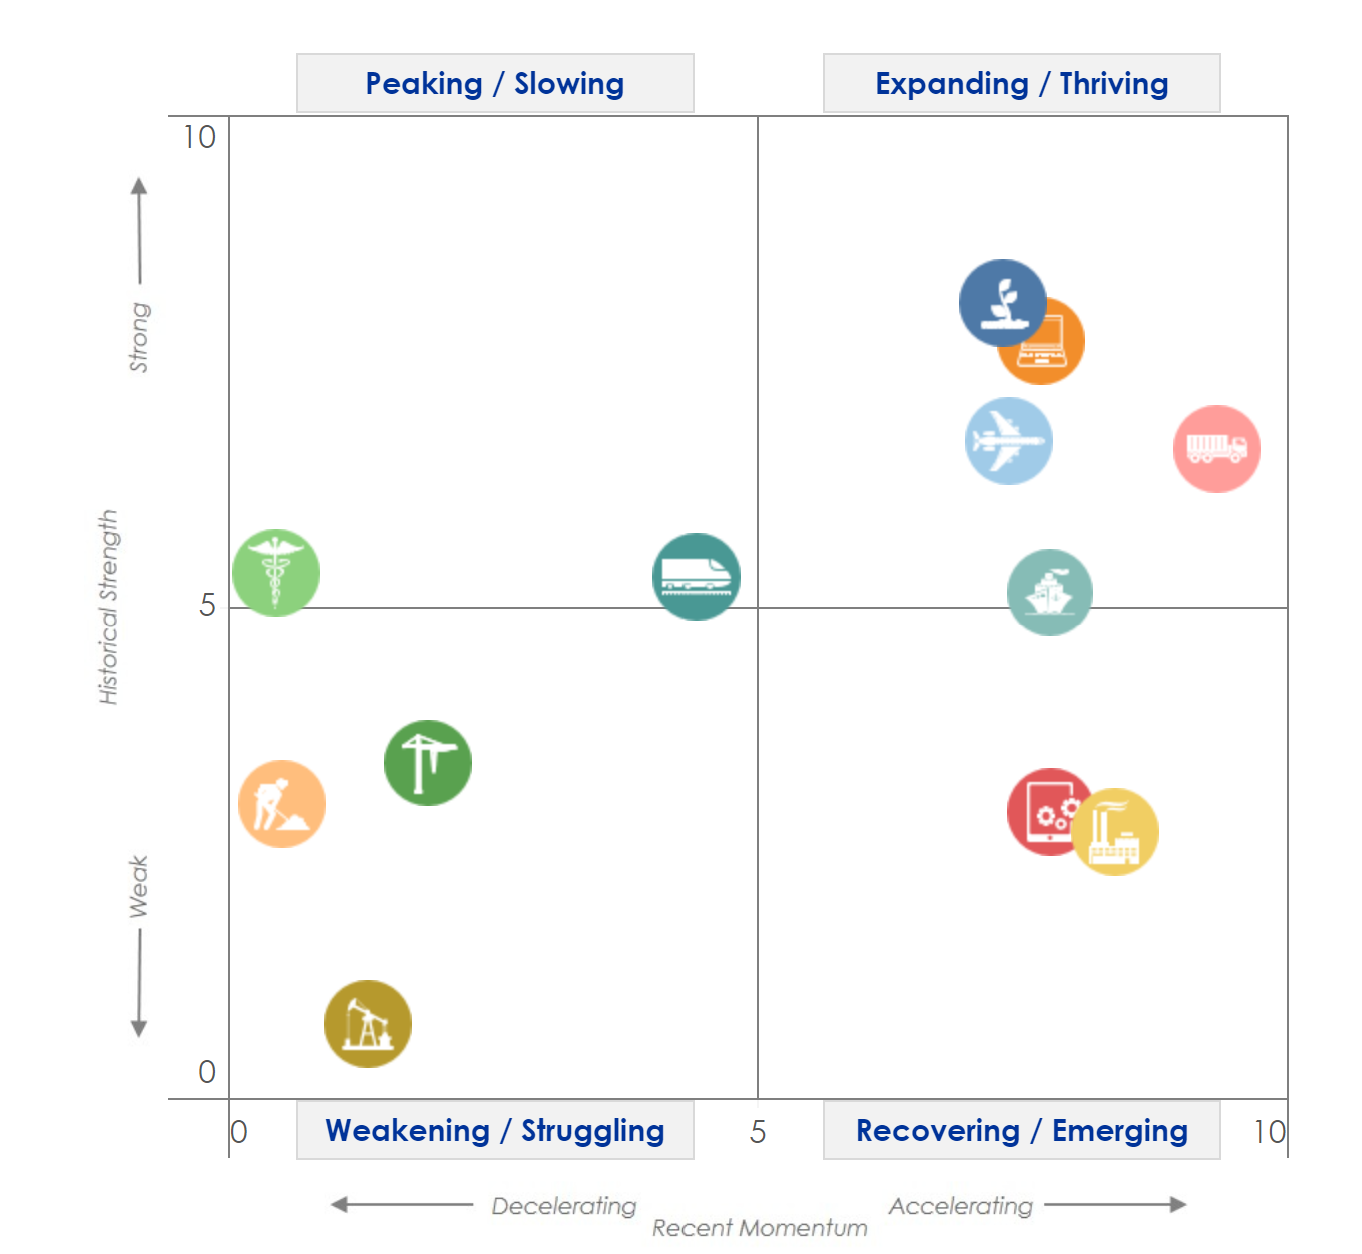 Peaking / Slowing
Expanding / Thriving
10
Strong
Historical Strength
5
Weak
0
0
Weakening / Struggling
5
Recovering / Emerging
10
Decelerating
Accelerating
Recent Momentum